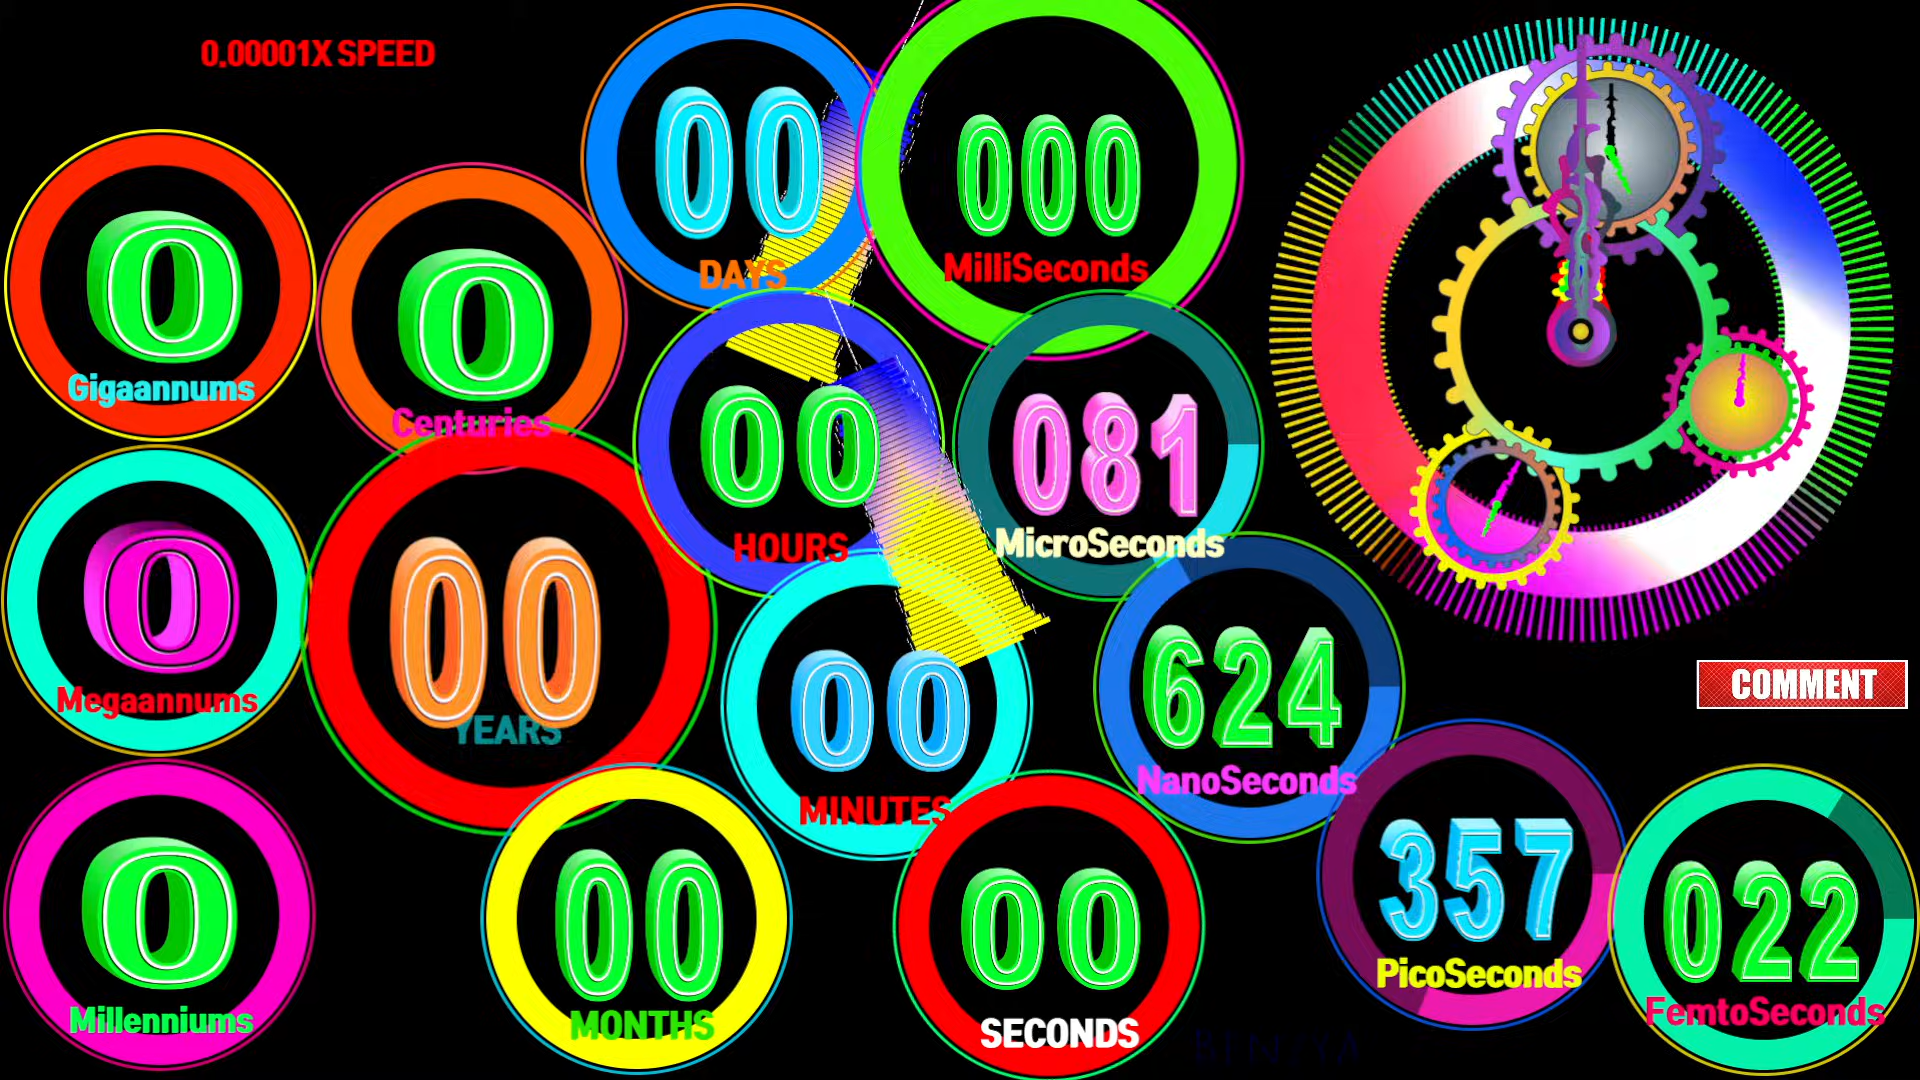 0.00001X SPEED
00
DAYS
000
MilliSeconds
0
Gigaannums
0
Centuries
00
HOURS
081
MicroSeconds
0
Megaannums
00
YEARS
00
MINUTES
624
NanoSeconds
COMMENT
0
Millenniums
00
MONTHS
00
SECONDS
357
PicoSeconds
022
FemtoSeconds